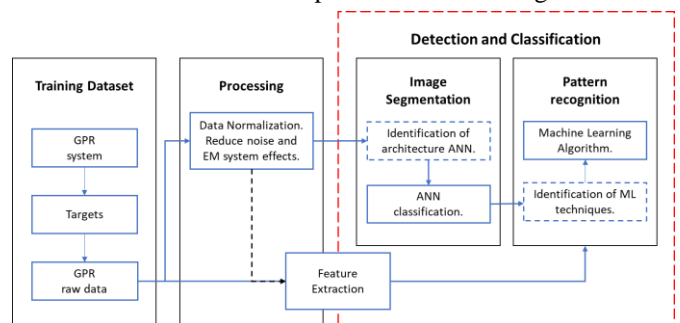 Detection and Classification
Training Dataset
GPR
system
Targets
GPR
raw data
Processing
Data Normalization.
Reduce noise and
EM system effects.
Feature
Extraction
Image
Segmentation
Identification of
architecture ANN.
ANN
classification.
Pattern
recognition
Machine Learning
Algorithm.
Identification of ML
techniques.